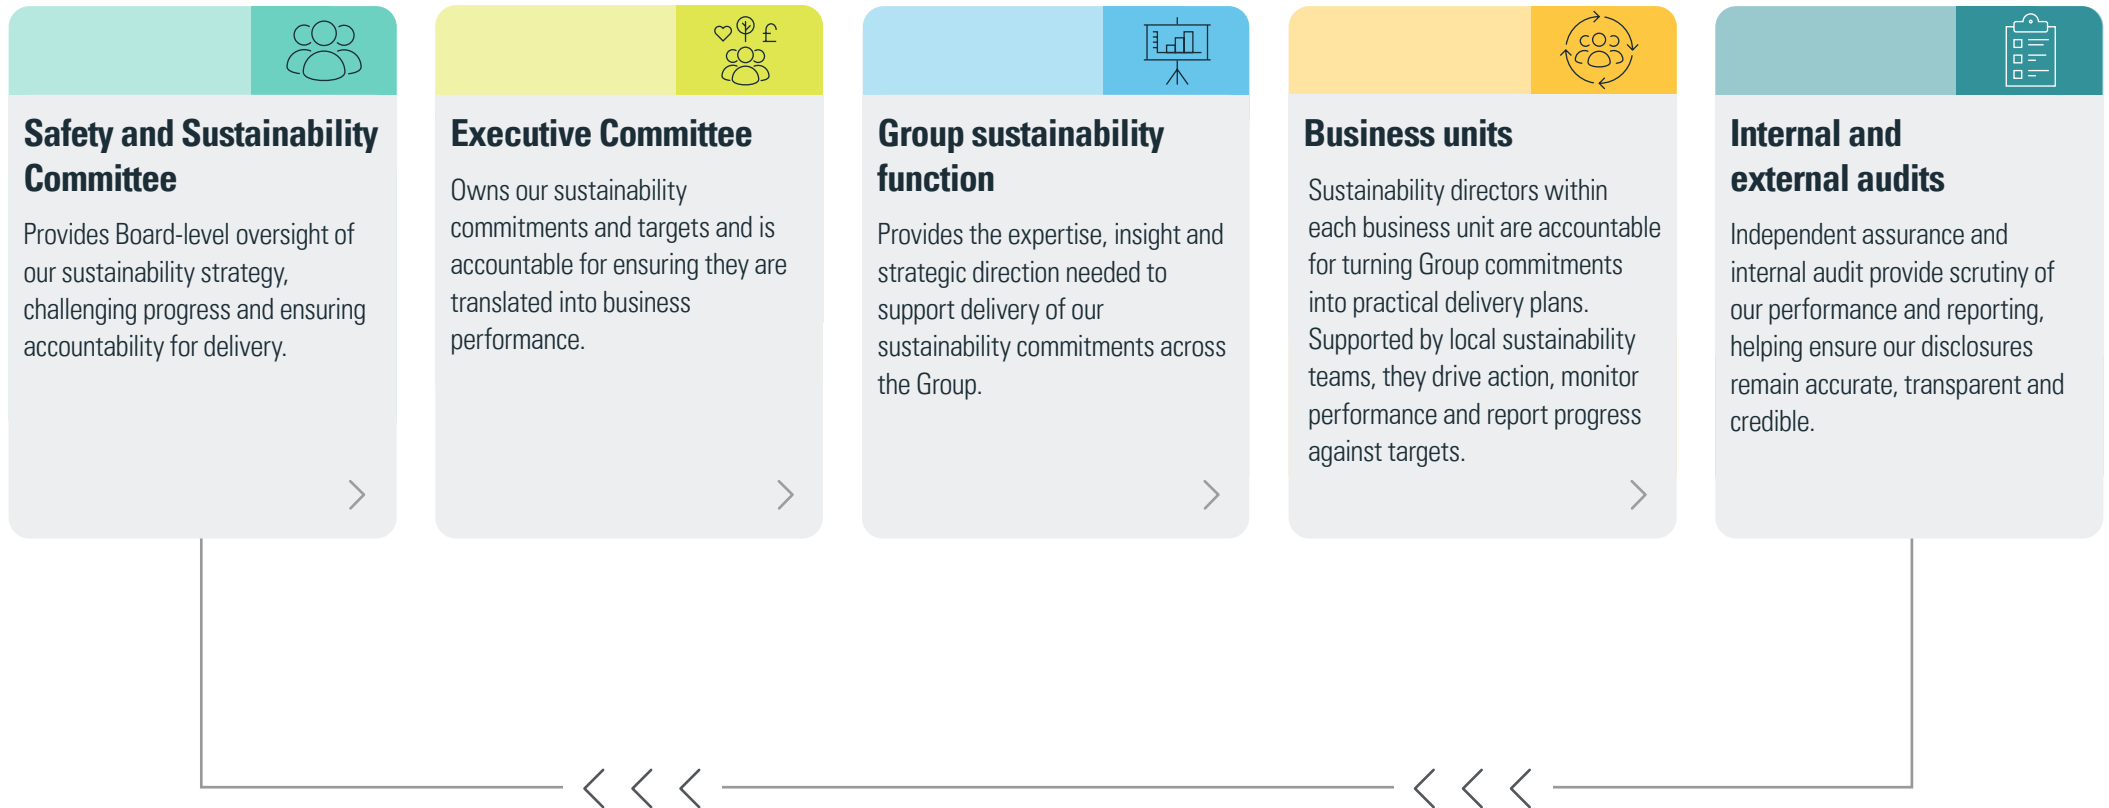 £
Safety and Sustainability
Committee
Provides Board-level oversight of
our sustainability strategy,
challenging progress and ensuring
accountability for delivery.
Executive Committee
Owns our sustainability
commitments and targets and is
accountable for ensuring they are
translated into business
performance.
Group sustainability
function
Provides the expertise, insight and
strategic direction needed to
support delivery of our
sustainability commitments across
the Group.
Business units
Sustainability directors within
each business unit are accountable
for turning Group commitments
into practical delivery plans.
Supported by local sustainability
teams, they drive action, monitor
performance and report progress
against targets.
Internal and
external audits
Independent assurance and
internal audit provide scrutiny of
our performance and reporting,
helping ensure our disclosures
remain accurate, transparent and
credible.